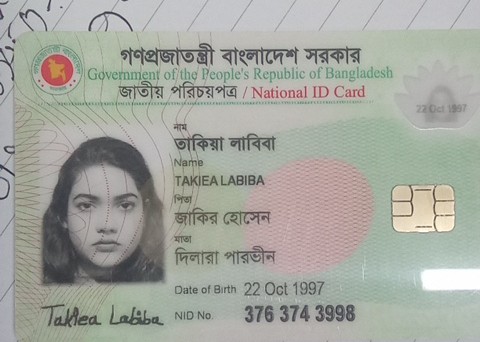 গণপ্রজাতন্ত্রী বাংলাদেশ সরকার
Government of the People's Republic of Bangladesh
জাতীয় পরিচয়পত্র / National ID Card
22 Oct 1997
নাম
তাকিয়া লাবিবা
Name
TAKIEA LABIBA
পিতা
জাকির হোসেন
মাতা
দিলারা পারভীন
Date of Birth 22 Oct 1997
Takiea Labiba
NID No. 376 374 3998